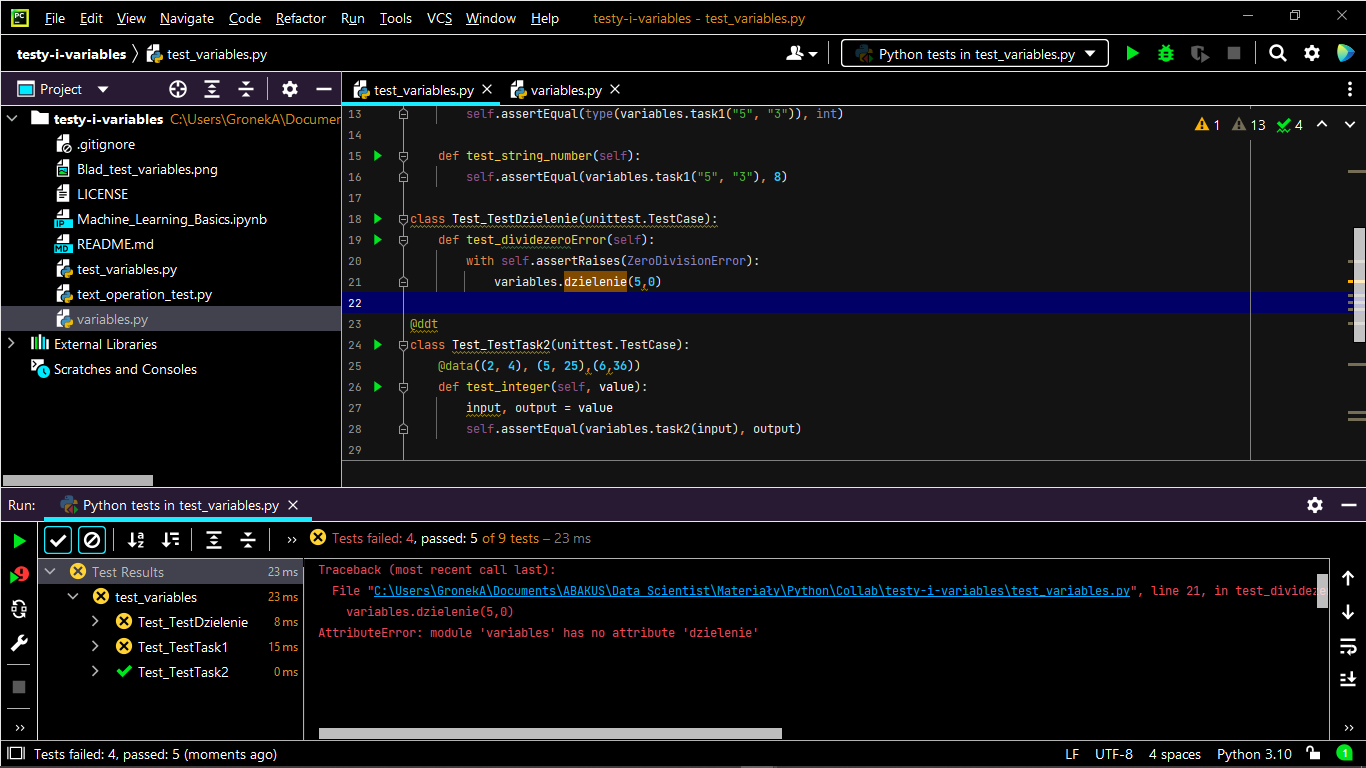 PC File Edit View Navigate Code Refactor Run Tools VCS Window Help testy-i-variables - test_variables.py
testy-i-variables test_variables.py Python tests in test_variables.py
Project test_variables.py variables.py
testy-i-variables C:\Users\GronekA\Documen
.gitignore
Blad_test_variables.png
LICENSE
IP Machine_Learning_Basics.ipynb
MD README.md
test_variables.py
text_operation_test.py
variables.py
External Libraries
Scratches and Consoles
1 13 4
13 self.assertEqual(type(variables.task1("5", "3")), int)
14
15 def test_string_number(self):
16 self.assertEqual(variables.task1("5", "3"), 8)
17
18 class Test_TestDzielenie(unittest.TestCase):
19 def test_dividezeroError(self):
20 with self.assertRaises(ZeroDivisionError):
21 variables.dzielenie(5,0)
22
23 @ddt
24 class Test_TestTask2(unittest.TestCase):
25 @data((2, 4), (5, 25),(6,36))
26 def test_integer(self, value):
27 input, output = value
28 self.assertEqual(variables.task2(input), output)
29
Run: Python tests in test_variables.py
Tests failed: 4, passed: 5 of 9 tests – 23 ms
Test Results 23 ms
test_variables 23 ms
Test_TestDzielenie 8 ms
Test_TestTask1 15 ms
Test_TestTask2 0 ms
Traceback (most recent call last):
File "C:\Users\GronekA\Documents\ABAKUS\Data Scientist\Materiały\Python\Collab\testy-i-variables\test_variables.py", line 21, in test_divideze
variables.dzielenie(5,0)
AttributeError: module 'variables' has no attribute 'dzielenie'
Tests failed: 4, passed: 5 (moments ago) LF UTF-8 4 spaces Python 3.10 1